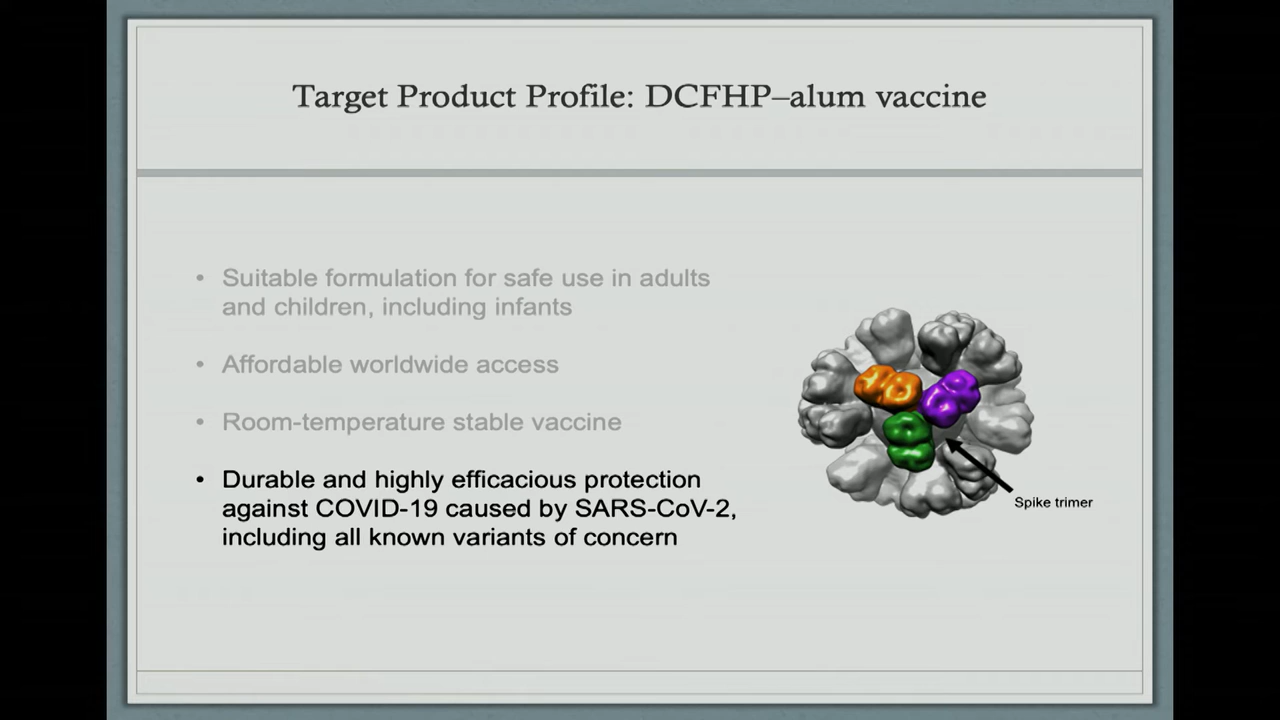 Target Product Profile: DCFHP–alum vaccine
• Suitable formulation for safe use in adults
and children, including infants
• Affordable worldwide access
• Room-temperature stable vaccine
• Durable and highly efficacious protection
against COVID-19 caused by SARS-CoV-2,
including all known variants of concern
Spike trimer